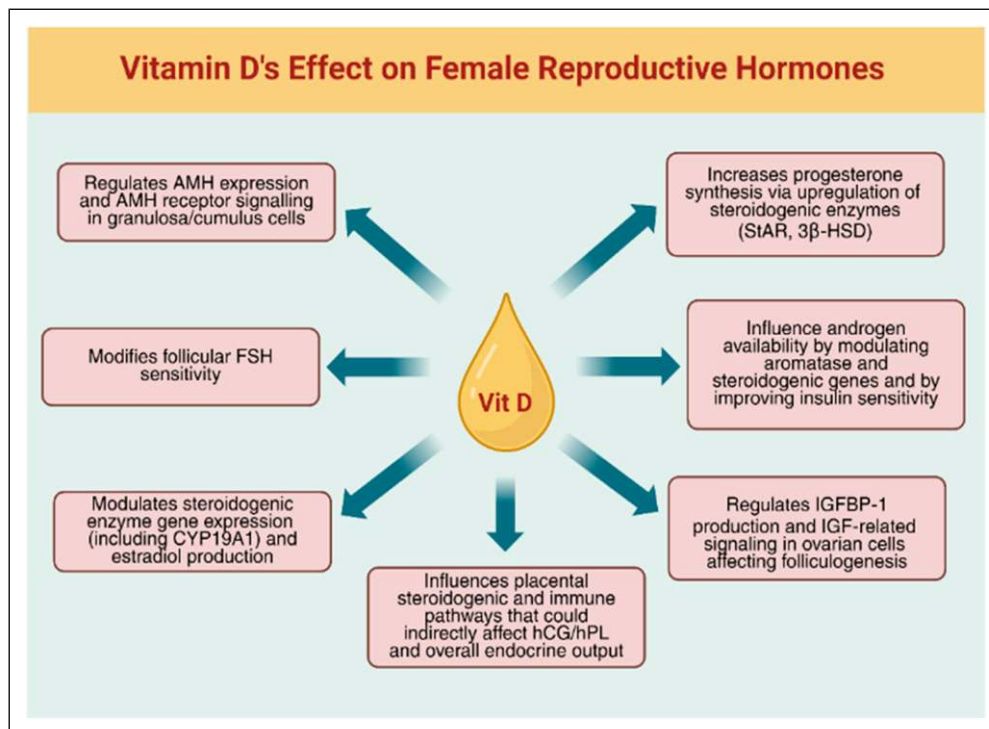 Vitamin D's Effect on Female Reproductive Hormones
Regulates AMH expression
and AMH receptor signalling
in granulosa/cumulus cells
Increases progesterone
synthesis via upregulation of
steroidogenic enzymes
(StAR, 3β-HSD)
Modifies follicular FSH
sensitivity
Vit D
Influence androgen
availability by modulating
aromatase and
steroidogenic genes and by
improving insulin sensitivity
Modulates steroidogenic
enzyme gene expression
(including CYP19A1) and
estradiol production
Regulates IGFBP-1
production and IGF-related
signaling in ovarian cells
affecting folliculogenesis
Influences placental
steroidogenic and immune
pathways that could
indirectly affect hCG/hPL
and overall endocrine output